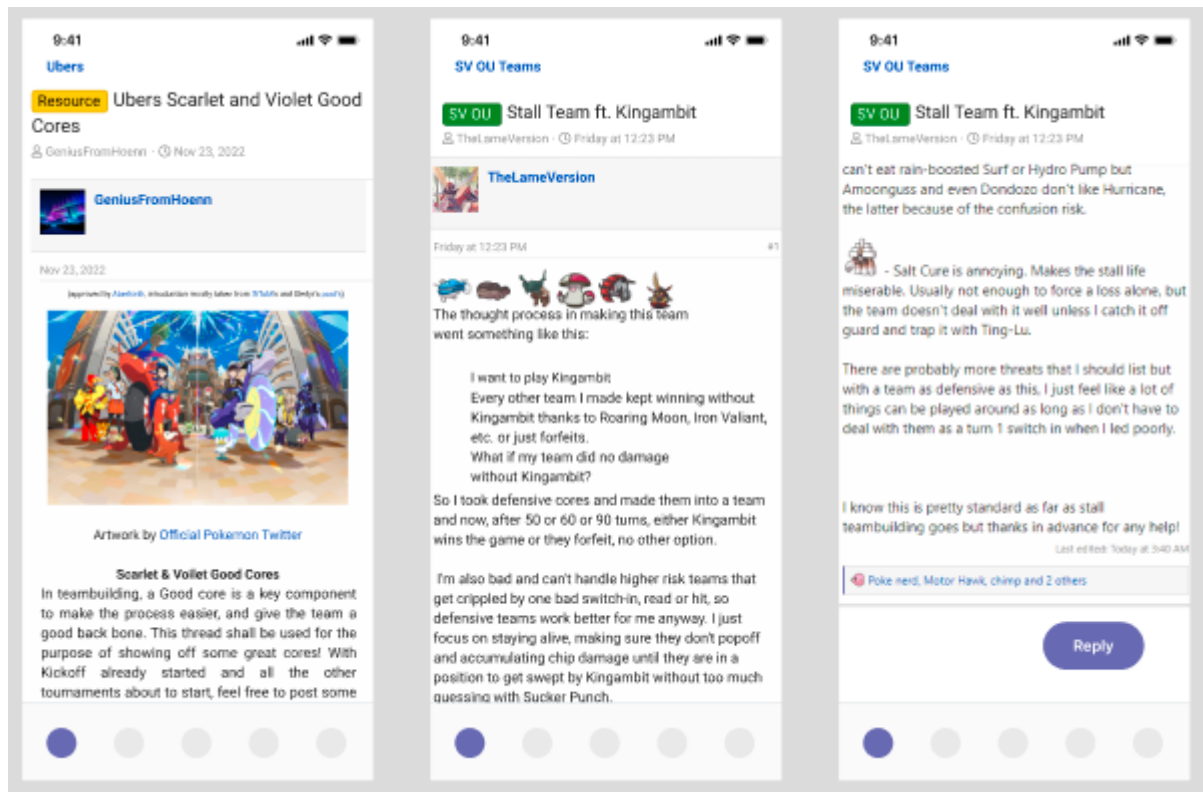 9:41
Ubers
Resource Ubers Scarlet and Violet Good
Cores
GeniusFromHoenn · Nov 23, 2022
GeniusFromHoenn
Nov 23, 2022
(approved by introduction mostly taken from and
Artwork by Official Pokemon Twitter
Scarlet & Voilet Good Cores
In teambuilding, a Good core is a key component
to make the process easier, and give the team a
good back bone. This thread shall be used for the
purpose of showing off some great cores! With
Kickoff already started and all the other
tournaments about to start, feel free to post some
9:41
SV OU Teams
SV OU Stall Team ft. Kingambit
TheLameVersion · Friday at 12:23 PM
TheLameVersion
Friday at 12:23 PM #1
The thought process in making this team
went something like this:
I want to play Kingambit
Every other team I made kept winning without
Kingambit thanks to Roaring Moon, Iron Valiant,
etc. or just forfeits.
What if my team did no damage
without Kingambit?
So I took defensive cores and made them into a team
and now, after 50 or 60 or 90 turns, either Kingambit
wins the game or they forfeit, no other option.
I'm also bad and can't handle higher risk teams that
get crippled by one bad switch-in, read or hit, so
defensive teams work better for me anyway. I just
focus on staying alive, making sure they don't popoff
and accumulating chip damage until they are in a
position to get swept by Kingambit without too much
guessing with Sucker Punch.
9:41
SV OU Teams
SV OU Stall Team ft. Kingambit
TheLameVersion · Friday at 12:23 PM
can't eat rain-boosted Surf or Hydro Pump but
Amoonguss and even Dondozo don't like Hurricane,
the latter because of the confusion risk.
- Salt Cure is annoying. Makes the stall life
miserable. Usually not enough to force a loss alone, but
the team doesn't deal with it well unless I catch it off
guard and trap it with Ting-Lu.
There are probably more threats that I should list but
with a team as defensive as this, I just feel like a lot of
things can be played around as long as I don't have to
deal with them as a turn 1 switch in when I led poorly.
I know this is pretty standard as far as stall
teambuilding goes but thanks in advance for any help!
Last edited: Today at 3:40 AM
Poke nerd, Motor Hawk, chimp and 2 others
Reply